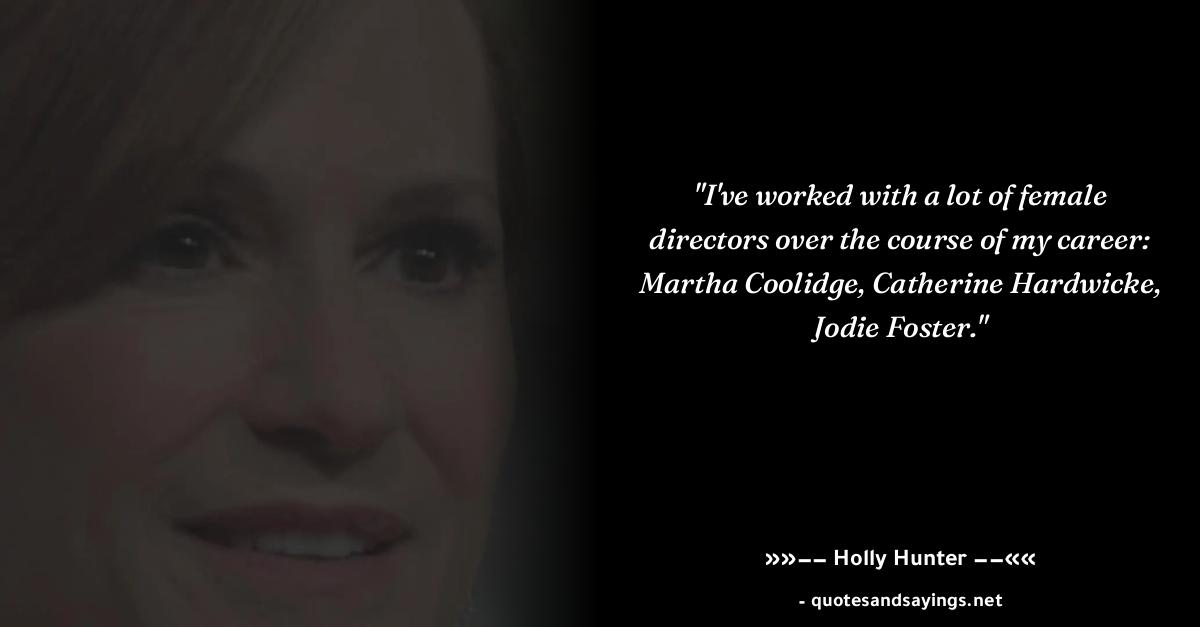 "I've worked with a lot of female
directors over the course of my career:
Martha Coolidge, Catherine Hardwicke,
Jodie Foster."
»»−− Holly Hunter −−««
- quotesandsayings.net